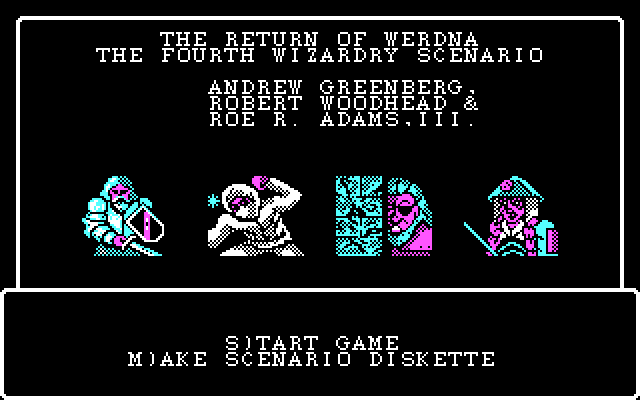 THE RETURN OF WERDNA
THE FOURTH WIZARDRY SCENARIO
ANDREW GREENBERG,
ROBERT WOODHEAD &
ROE R. ADAMS,III.
S)TART GAME
M)AKE SCENARIO DISKETTE